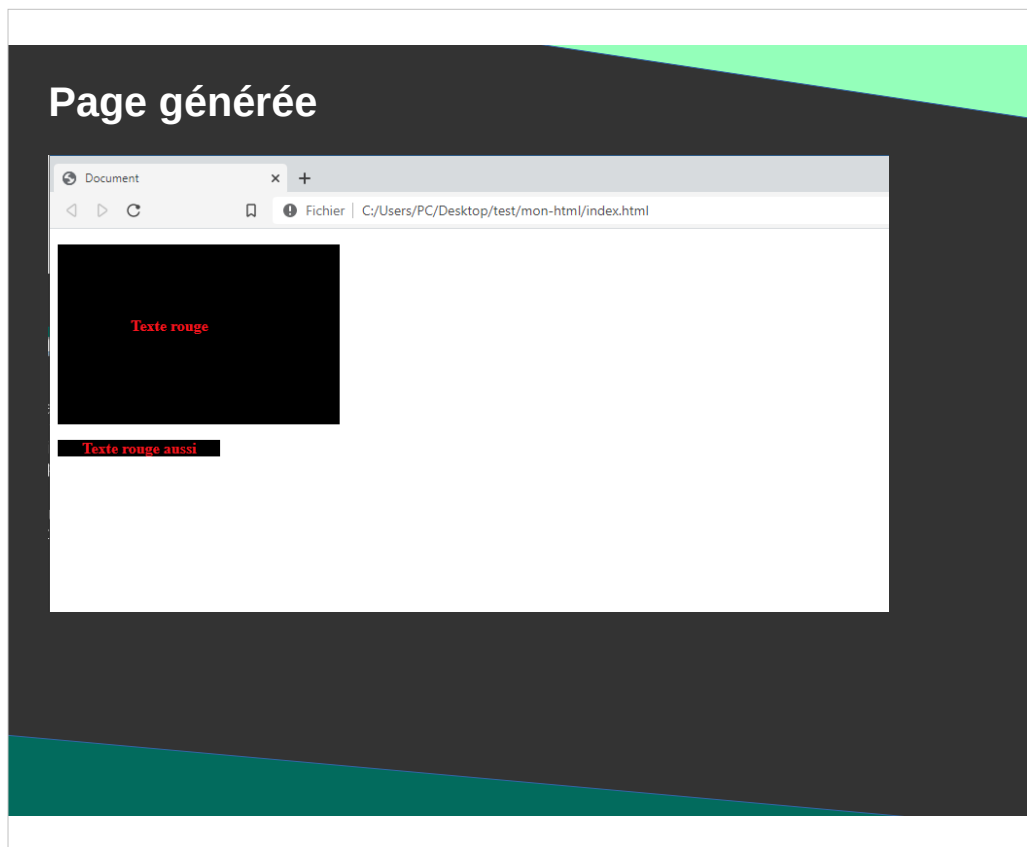 Page générée
Document
Fichier C:/Users/PC/Desktop/test/mon-html/index.html
Texte rouge
Texte rouge aussi